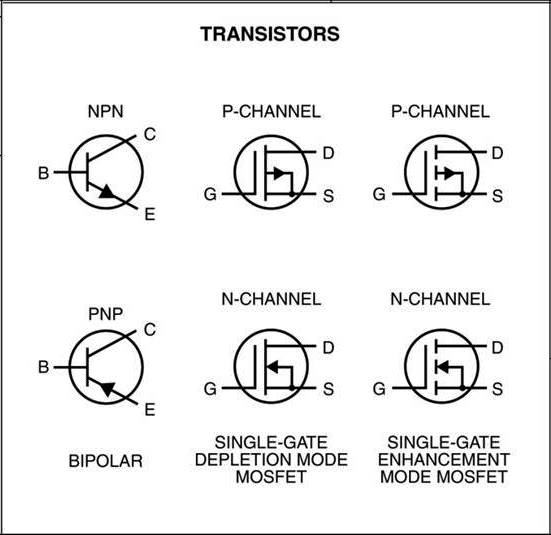 TRANSISTORS
NPN
C
B
E
P-CHANNEL
D
G
S
P-CHANNEL
D
G
S
PNP
C
B
E
N-CHANNEL
D
G
S
N-CHANNEL
D
G
S
BIPOLAR
SINGLE-GATE
DEPLETION MODE
MOSFET
SINGLE-GATE
ENHANCEMENT
MODE MOSFET